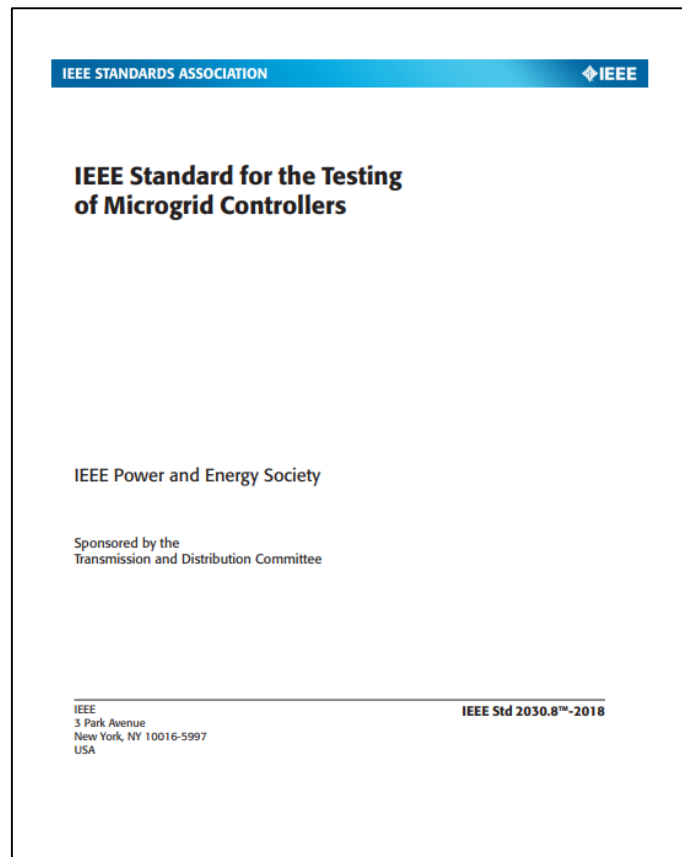 IEEE STANDARDS ASSOCIATION
IEEE
IEEE Standard for the Testing
of Microgrid Controllers
IEEE Power and Energy Society
Sponsored by the
Transmission and Distribution Committee
IEEE
3 Park Avenue
New York, NY 10016-5997
USA
IEEE Std 2030.8™-2018